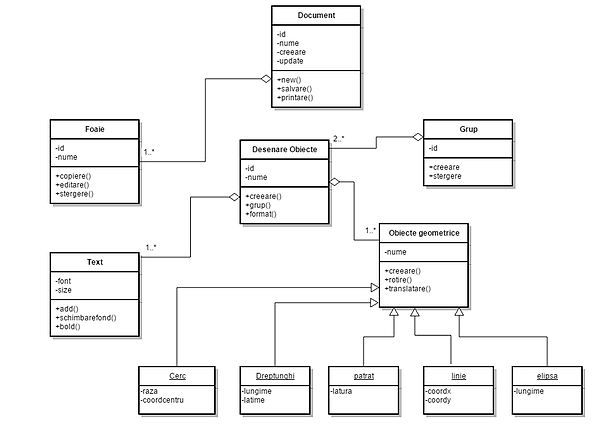 Document
-id
-nume
-creeare
-update
+new()
+salvare()
+printare()
Foaie
-id
-nume
+copiere()
+editare()
+stergere()
1..*
Desenare Obiecte
-id
-nume
+creeare()
+grup()
+format()
2..*
Grup
-id
+creeare
+stergere
1..*
Text
-font
-size
+add()
+schimbarefond()
+bold()
1..*
Obiecte geometrice
-nume
+creeare()
+rotire()
+translatare()
Cerc
-raza
-coordcentru
Dreptunghi
-lungime
-latime
patrat
-latura
linie
-coordx
-coordy
elipsa
-lungime